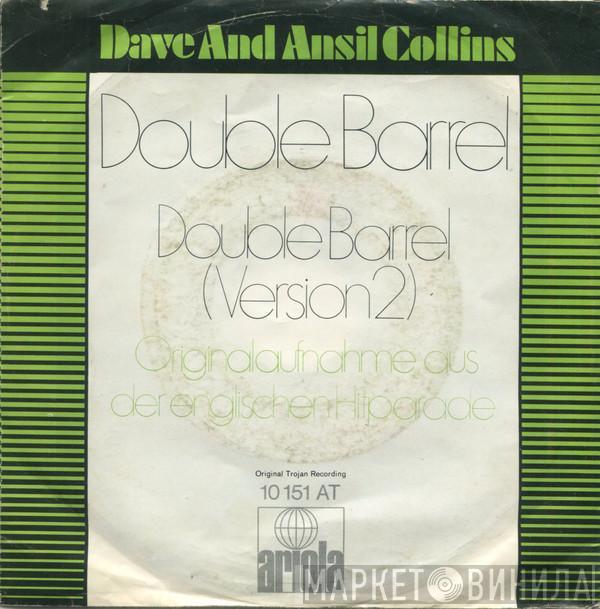 Dave And Ansil Collins
Double Barrel
Double Barrel
(Version 2)
Originalaufnahme aus
der englischen Hitparade
Original Trojan Recording
10 151 AT
ariola
МАРКЕТ ВИНИЛА